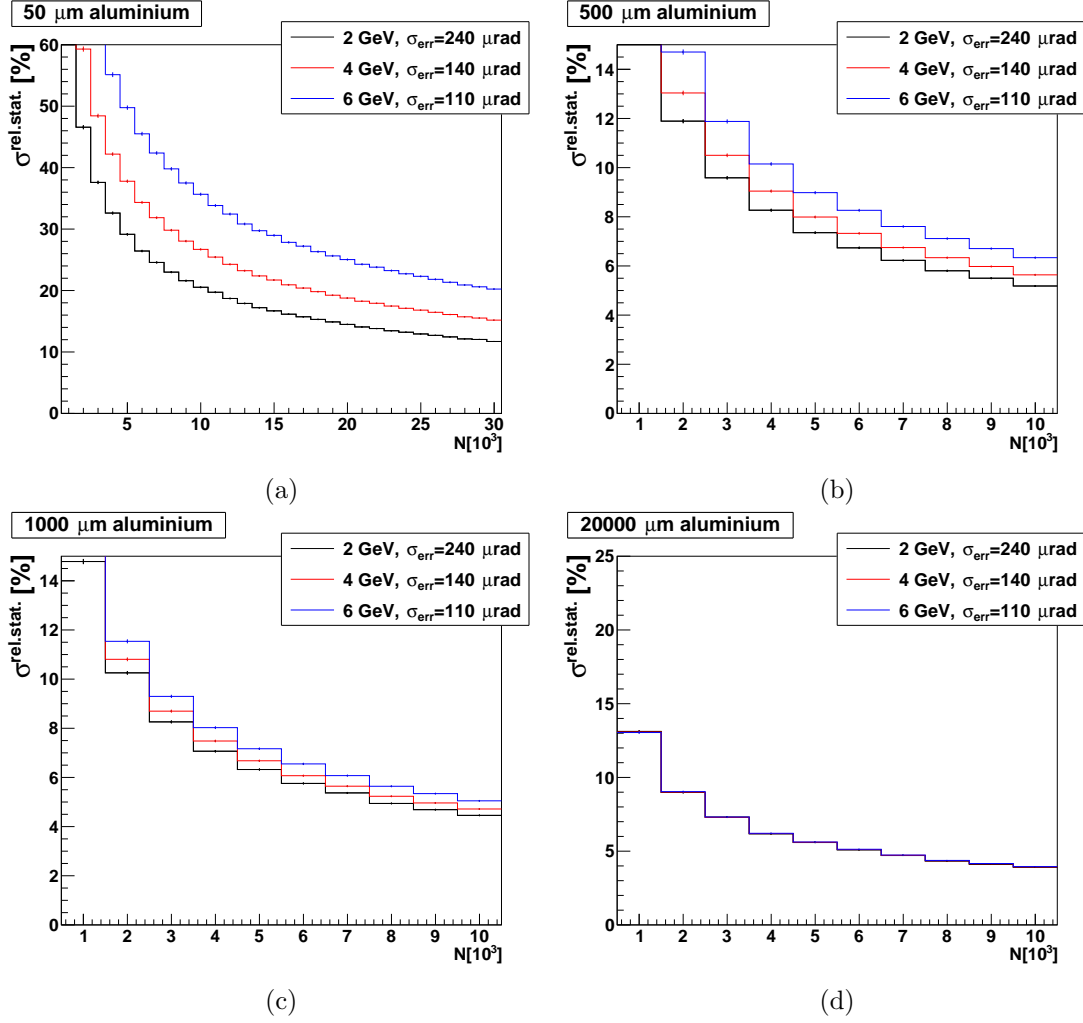 50 μm aluminium
2 GeV, σerr=240 μrad
4 GeV, σerr=140 μrad
6 GeV, σerr=110 μrad
σrel.stat. [%]
60
50
40
30
20
10
0
5 10 15 20 25 30
N[10³]
(a)
500 μm aluminium
2 GeV, σerr=240 μrad
4 GeV, σerr=140 μrad
6 GeV, σerr=110 μrad
σrel.stat. [%]
14
12
10
8
6
4
2
0
1 2 3 4 5 6 7 8 9 10
N[10³]
(b)
1000 μm aluminium
2 GeV, σerr=240 μrad
4 GeV, σerr=140 μrad
6 GeV, σerr=110 μrad
σrel.stat. [%]
14
12
10
8
6
4
2
0
1 2 3 4 5 6 7 8 9 10
N[10³]
(c)
20000 μm aluminium
2 GeV, σerr=240 μrad
4 GeV, σerr=140 μrad
6 GeV, σerr=110 μrad
σrel.stat. [%]
25
20
15
10
5
0
1 2 3 4 5 6 7 8 9 10
N[10³]
(d)